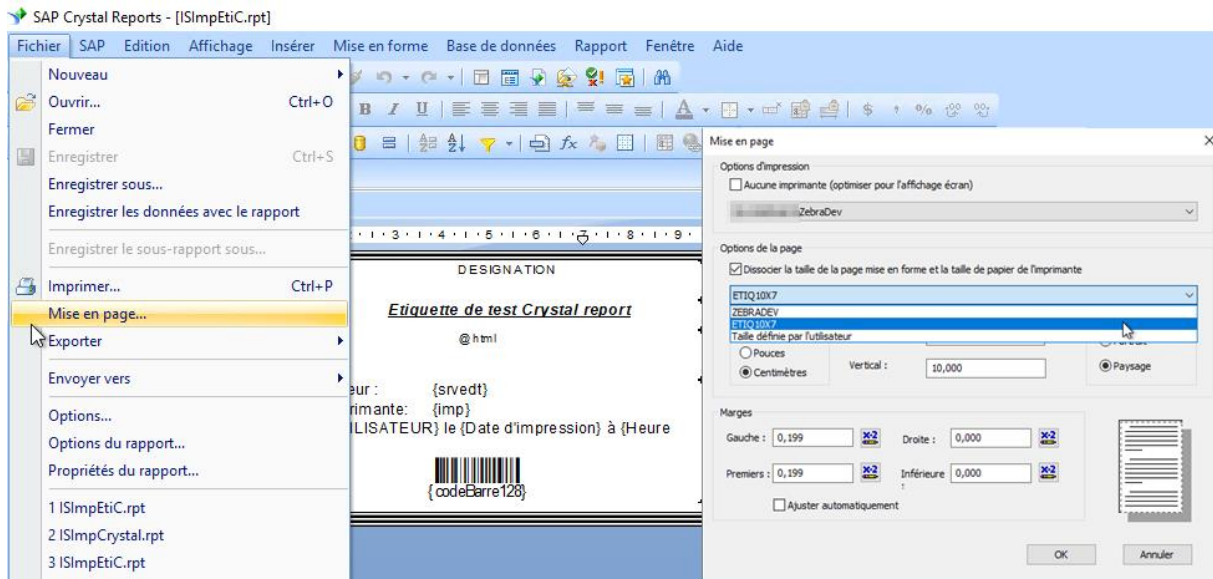 SAP Crystal Reports - [ISImpEtiC.rpt]
Fichier SAP Edition Affichage Insérer Mise en forme Base de données Rapport Fenêtre Aide
Nouveau
Ouvrir... Ctrl+O
Fermer
Enregistrer Ctrl+S
Enregistrer sous...
Enregistrer les données avec le rapport
Enregistrer le sous-rapport sous...
Imprimer... Ctrl+P
Mise en page...
Exporter
Envoyer vers
Options...
Options du rapport...
Propriétés du rapport...
1 ISImpEtiC.rpt
2 ISImpCrystal.rpt
3 ISImpEtiC.rpt
B I U A $ %
3 4 5 6 7 8 9
DESIGNATION
Etiquette de test Crystal report
@html
eur : {srvedt}
rimante: {imp}
ILISATEUR} le {Date d'impression} à {Heure
{codeBarre128}
Mise en page
Options d'impression
Aucune imprimante (optimiser pour l'affichage écran)
ZebraDev
Options de la page
Dissocier la taille de la page mise en forme et la taille de papier de l'imprimante
ETIQ10X7
ZEBRADEV
ETIQ10X7
Taille définie par l'utilisateur
Pouces
Centimètres
Vertical : 10,000
Paysage
Marges
Gauche : 0,199 Droite : 0,000
Premiers : 0,199 Inférieure : 0,000
Ajuster automatiquement
OK Annuler